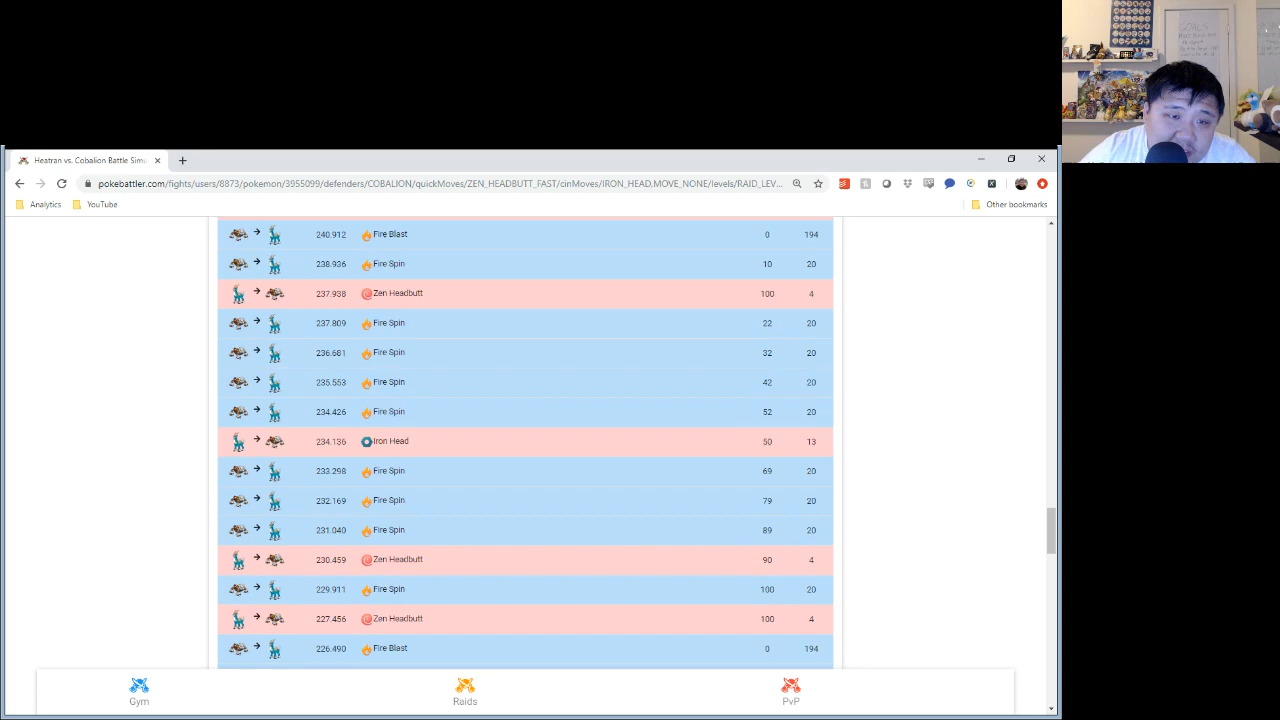 GOALS
Heatran vs. Cobalion Battle Simu
pokebattler.com/fights/users/8873/pokemon/3955099/defenders/COBALION/quickMoves/ZEN_HEADBUTT_FAST/cinMoves/IRON_HEAD,MOVE_NONE/levels/RAID_LEV...
Analytics YouTube Other bookmarks
240.912 Fire Blast 0 194
238.936 Fire Spin 10 20
237.938 Zen Headbutt 100 4
237.809 Fire Spin 22 20
236.681 Fire Spin 32 20
235.553 Fire Spin 42 20
234.426 Fire Spin 52 20
234.136 Iron Head 50 13
233.298 Fire Spin 69 20
232.169 Fire Spin 79 20
231.040 Fire Spin 89 20
230.459 Zen Headbutt 90 4
229.911 Fire Spin 100 20
227.456 Zen Headbutt 100 4
226.490 Fire Blast 0 194
Gym Raids PvP